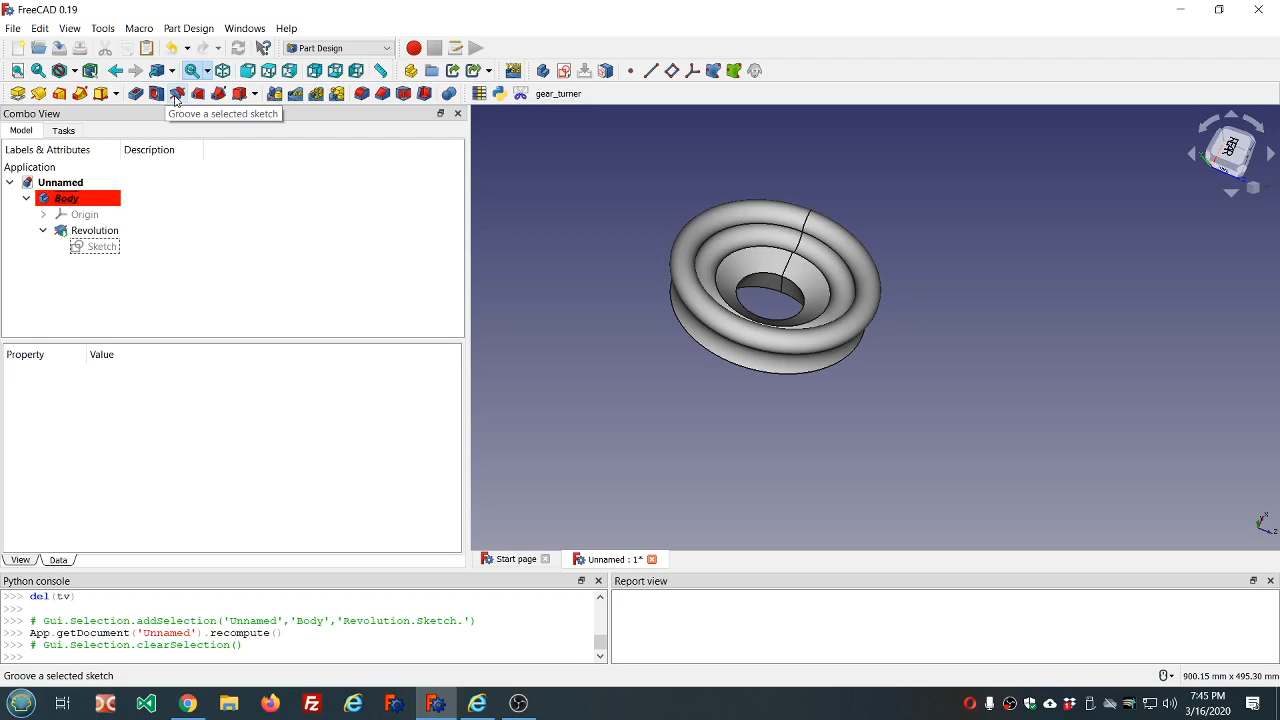 FreeCAD 0.19
File Edit View Tools Macro Part Design Windows Help
Part Design
gear_turner
Combo View
Groove a selected sketch
Model Tasks
Labels & Attributes Description
Application
Unnamed
Body
Origin
Revolution
Sketch
Property Value
View Data
Start page Unnamed : 1*
Python console Report view
>>> del(tv)
>>>
>>> # Gui.Selection.addSelection('Unnamed','Body','Revolution.Sketch.')
>>> App.getDocument('Unnamed').recompute()
>>> # Gui.Selection.clearSelection()
>>>
Groove a selected sketch 900.15 mm x 495.30 mm
7:45 PM
3/16/2020